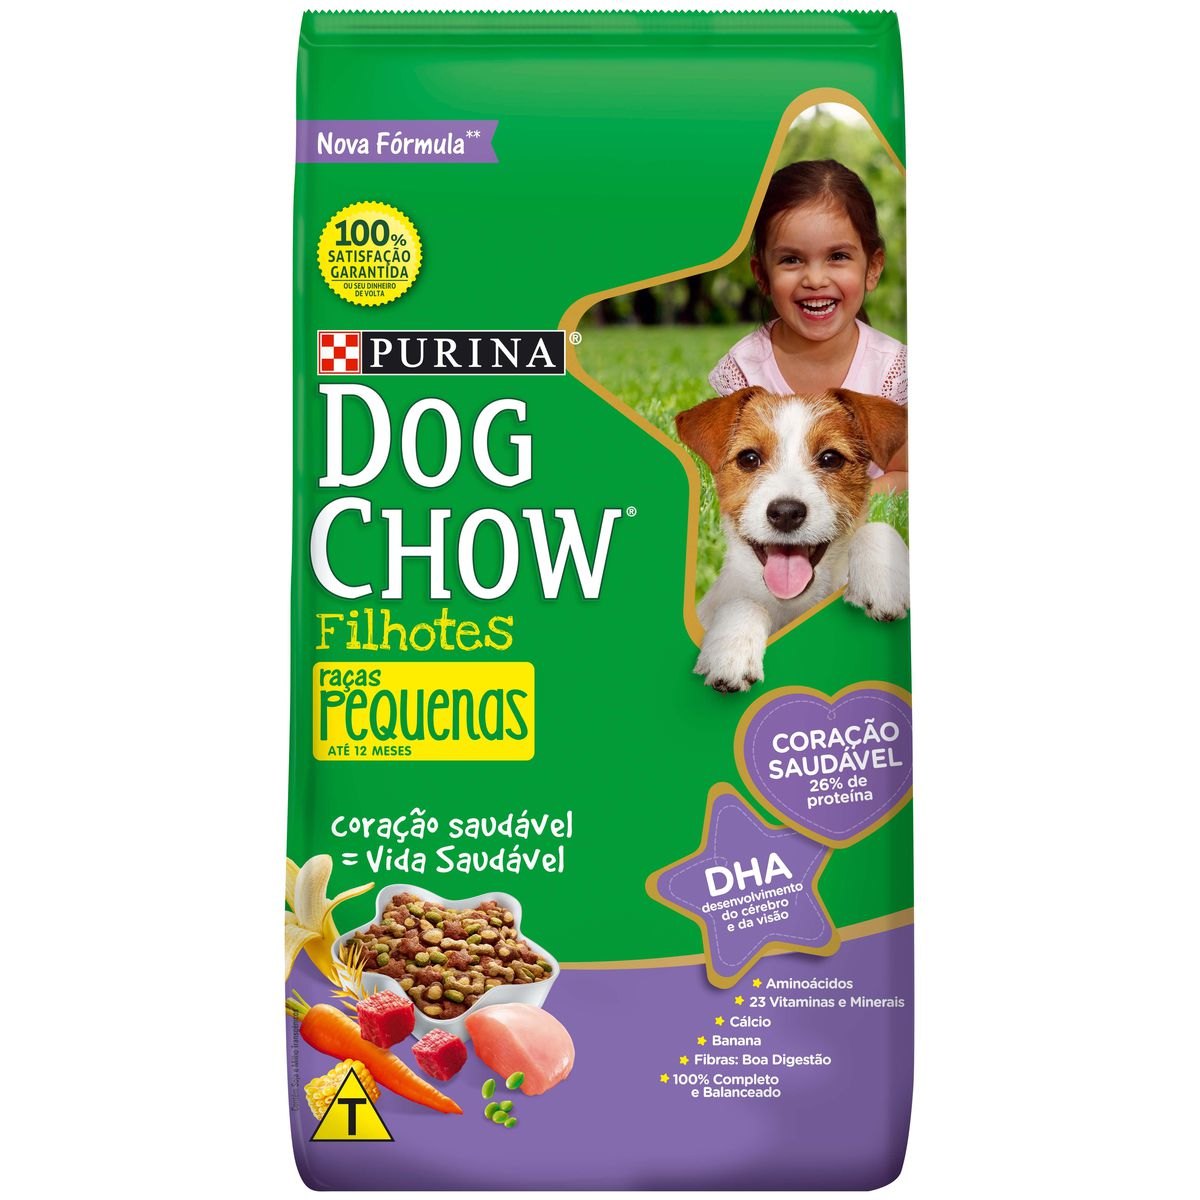 Nova Fórmula**
100%
SATISFAÇÃO
GARANTIDA
OU SEU DINHEIRO
DE VOLTA
PURINA®
DOG
CHOW®
Filhotes
raças
Pequenas
ATÉ 12 MESES
coração saudável
= Vida Saudável
CORAÇÃO
SAUDÁVEL
26% de
proteína
DHA
desenvolvimento
do cérebro
e da visão
Aminoácidos
23 Vitaminas e Minerais
Cálcio
Banana
Fibras: Boa Digestão
100% Completo
e Balanceado
T